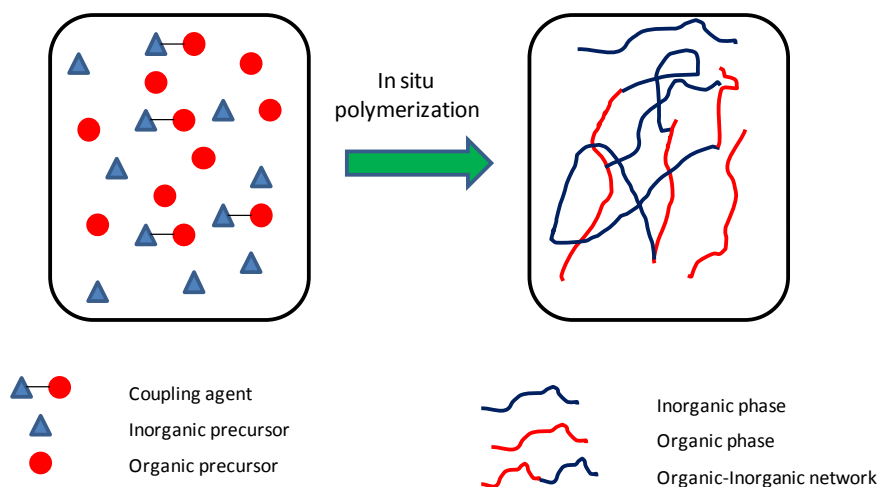 In situ
polymerization
Coupling agent
Inorganic precursor
Organic precursor
Inorganic phase
Organic phase
Organic-Inorganic network